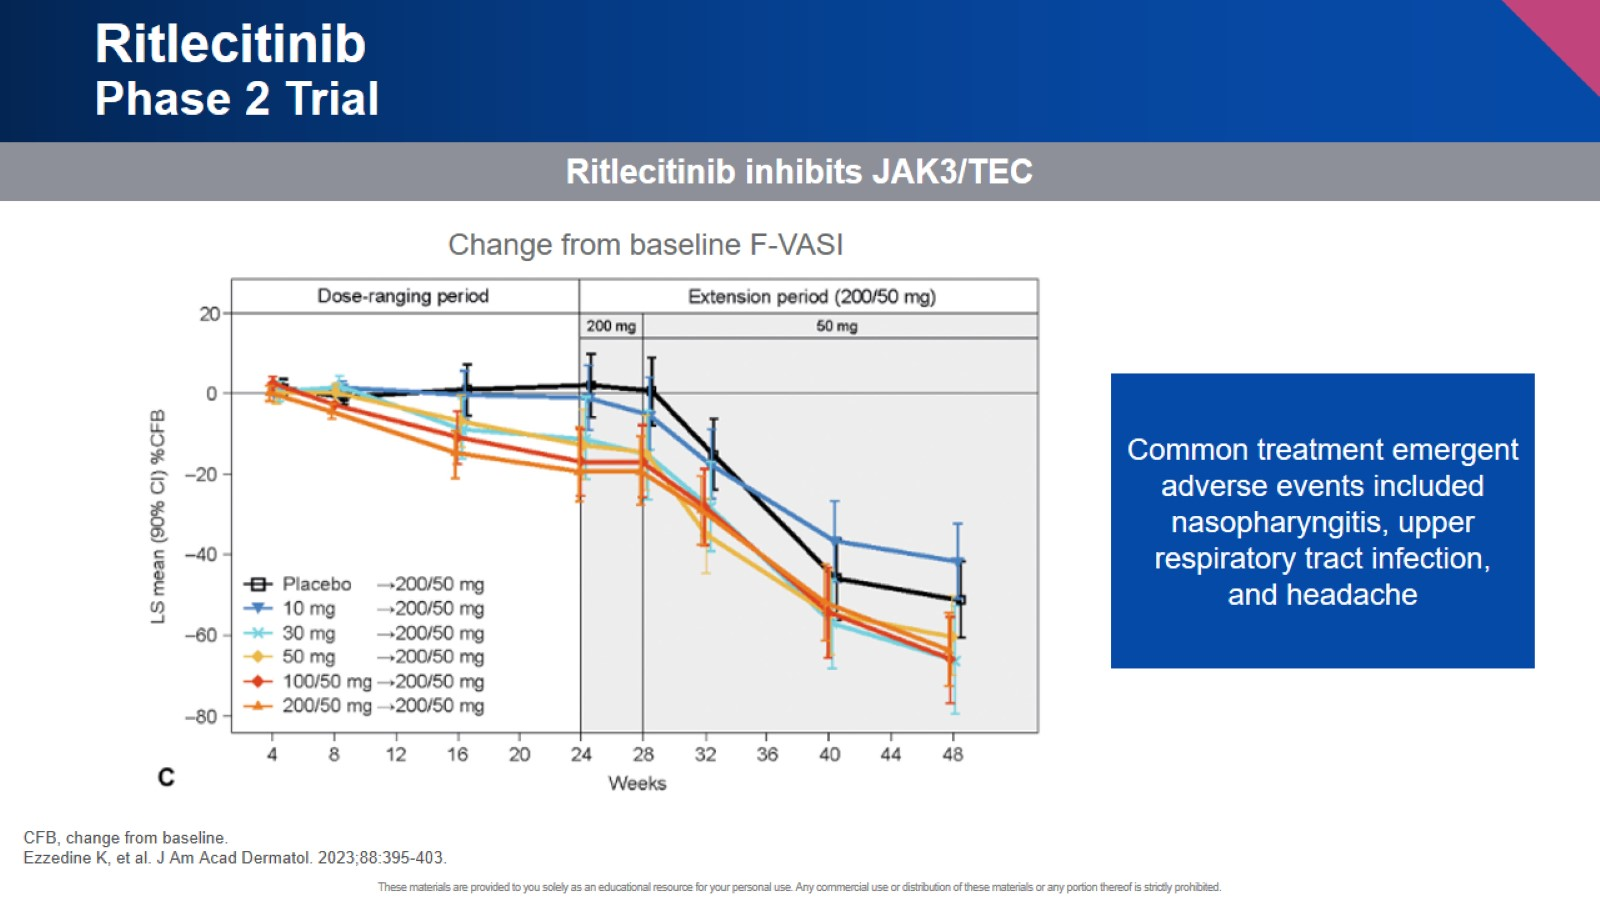 Ritlecitinib
Phase 2 Trial
Ritlecitinib inhibits JAK3/TEC
Change from baseline F-VASI
Dose-ranging period
Extension period (200/50 mg)
200 mg
50 mg
LS mean (90% CI) %CFB
20
0
–20
–40
–60
–80
Placebo →200/50 mg
10 mg →200/50 mg
30 mg →200/50 mg
50 mg →200/50 mg
100/50 mg →200/50 mg
200/50 mg →200/50 mg
4 8 12 16 20 24 28 32 36 40 44 48
Weeks
C
Common treatment emergent
adverse events included
nasopharyngitis, upper
respiratory tract infection,
and headache
CFB, change from baseline.
Ezzedine K, et al. J Am Acad Dermatol. 2023;88:395-403.
These materials are provided to you solely as an educational resource for your personal use. Any commercial use or distribution of these materials or any portion thereof is strictly prohibited.